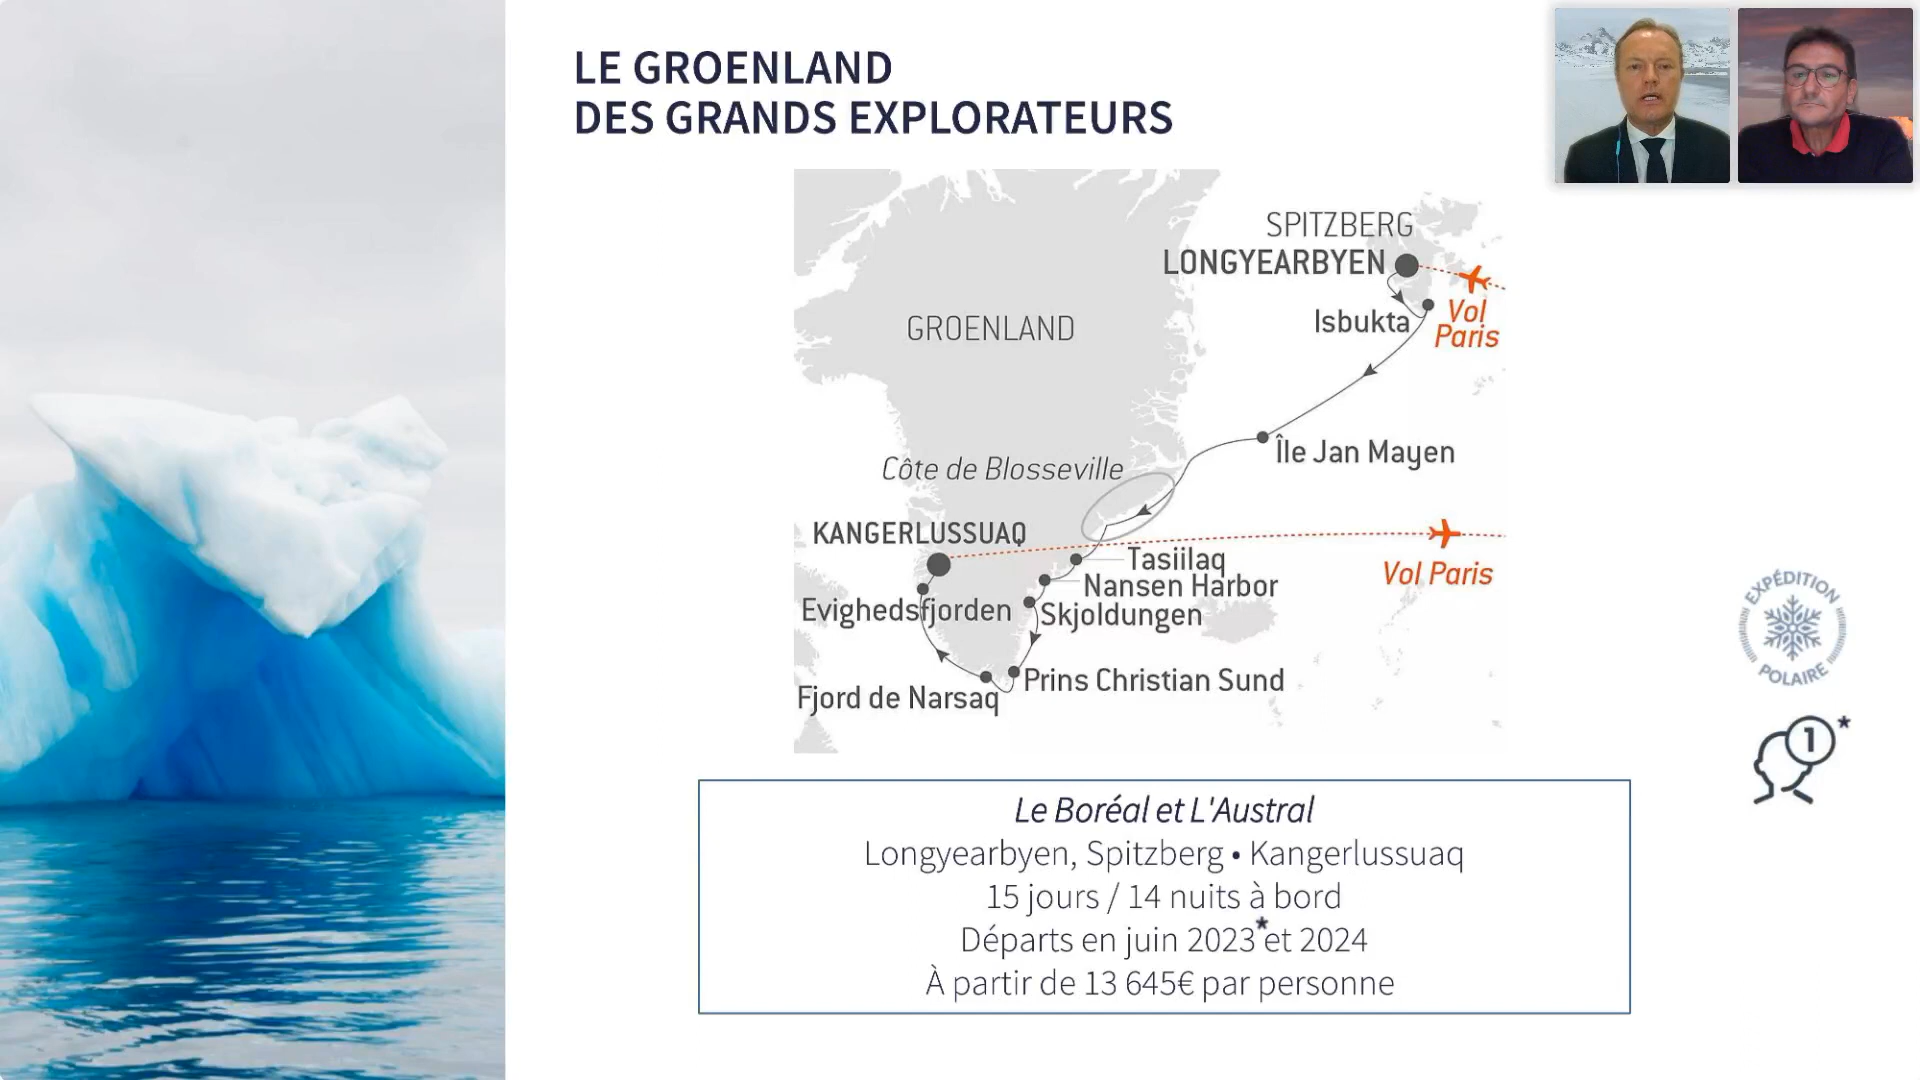 LE GROENLAND
DES GRANDS EXPLORATEURS
SPITZBERG
LONGYEARBYEN
Isbukta
Vol
Paris
GROENLAND
Île Jan Mayen
Côte de Blosseville
KANGERLUSSUAQ
Tasiilaq
Vol Paris
Nansen Harbor
Evighedsfjorden
Skjoldungen
Prins Christian Sund
Fjord de Narsaq
EXPÉDITION
POLAIRE
1*
Le Boréal et L'Austral
Longyearbyen, Spitzberg • Kangerlussuaq
15 jours / 14 nuits à bord
Départs en juin 2023* et 2024
À partir de 13 645€ par personne